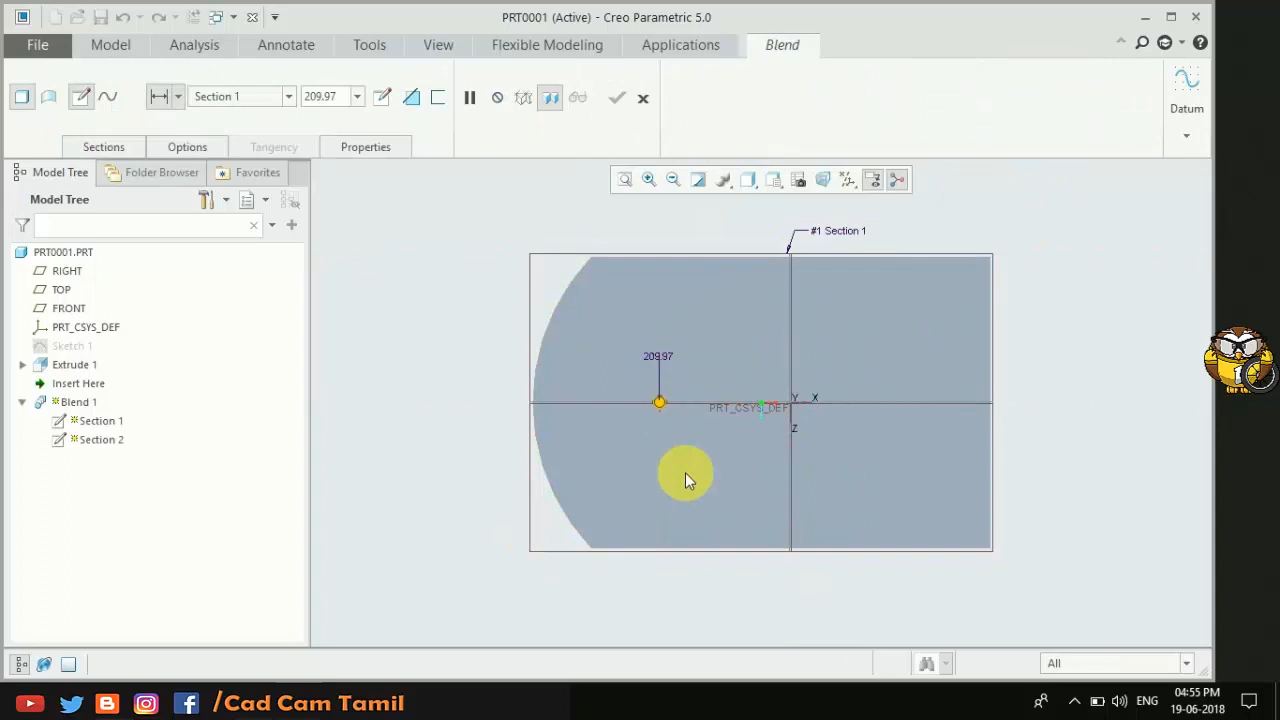 PRT0001 (Active) - Creo Parametric 5.0
File Model Analysis Annotate Tools View Flexible Modeling Applications Blend
Section 1 209.97 Datum
Sections Options Tangency Properties
Model Tree Folder Browser Favorites
Model Tree
PRT0001.PRT
RIGHT
TOP
FRONT
PRT_CSYS_DEF
Sketch 1
Extrude 1
Insert Here
Blend 1
Section 1
Section 2
#1 Section 1
209.97
Y X
PRT_CSYS_DEF
Z
All
/Cad Cam Tamil
ENG
04:55 PM
19-06-2018